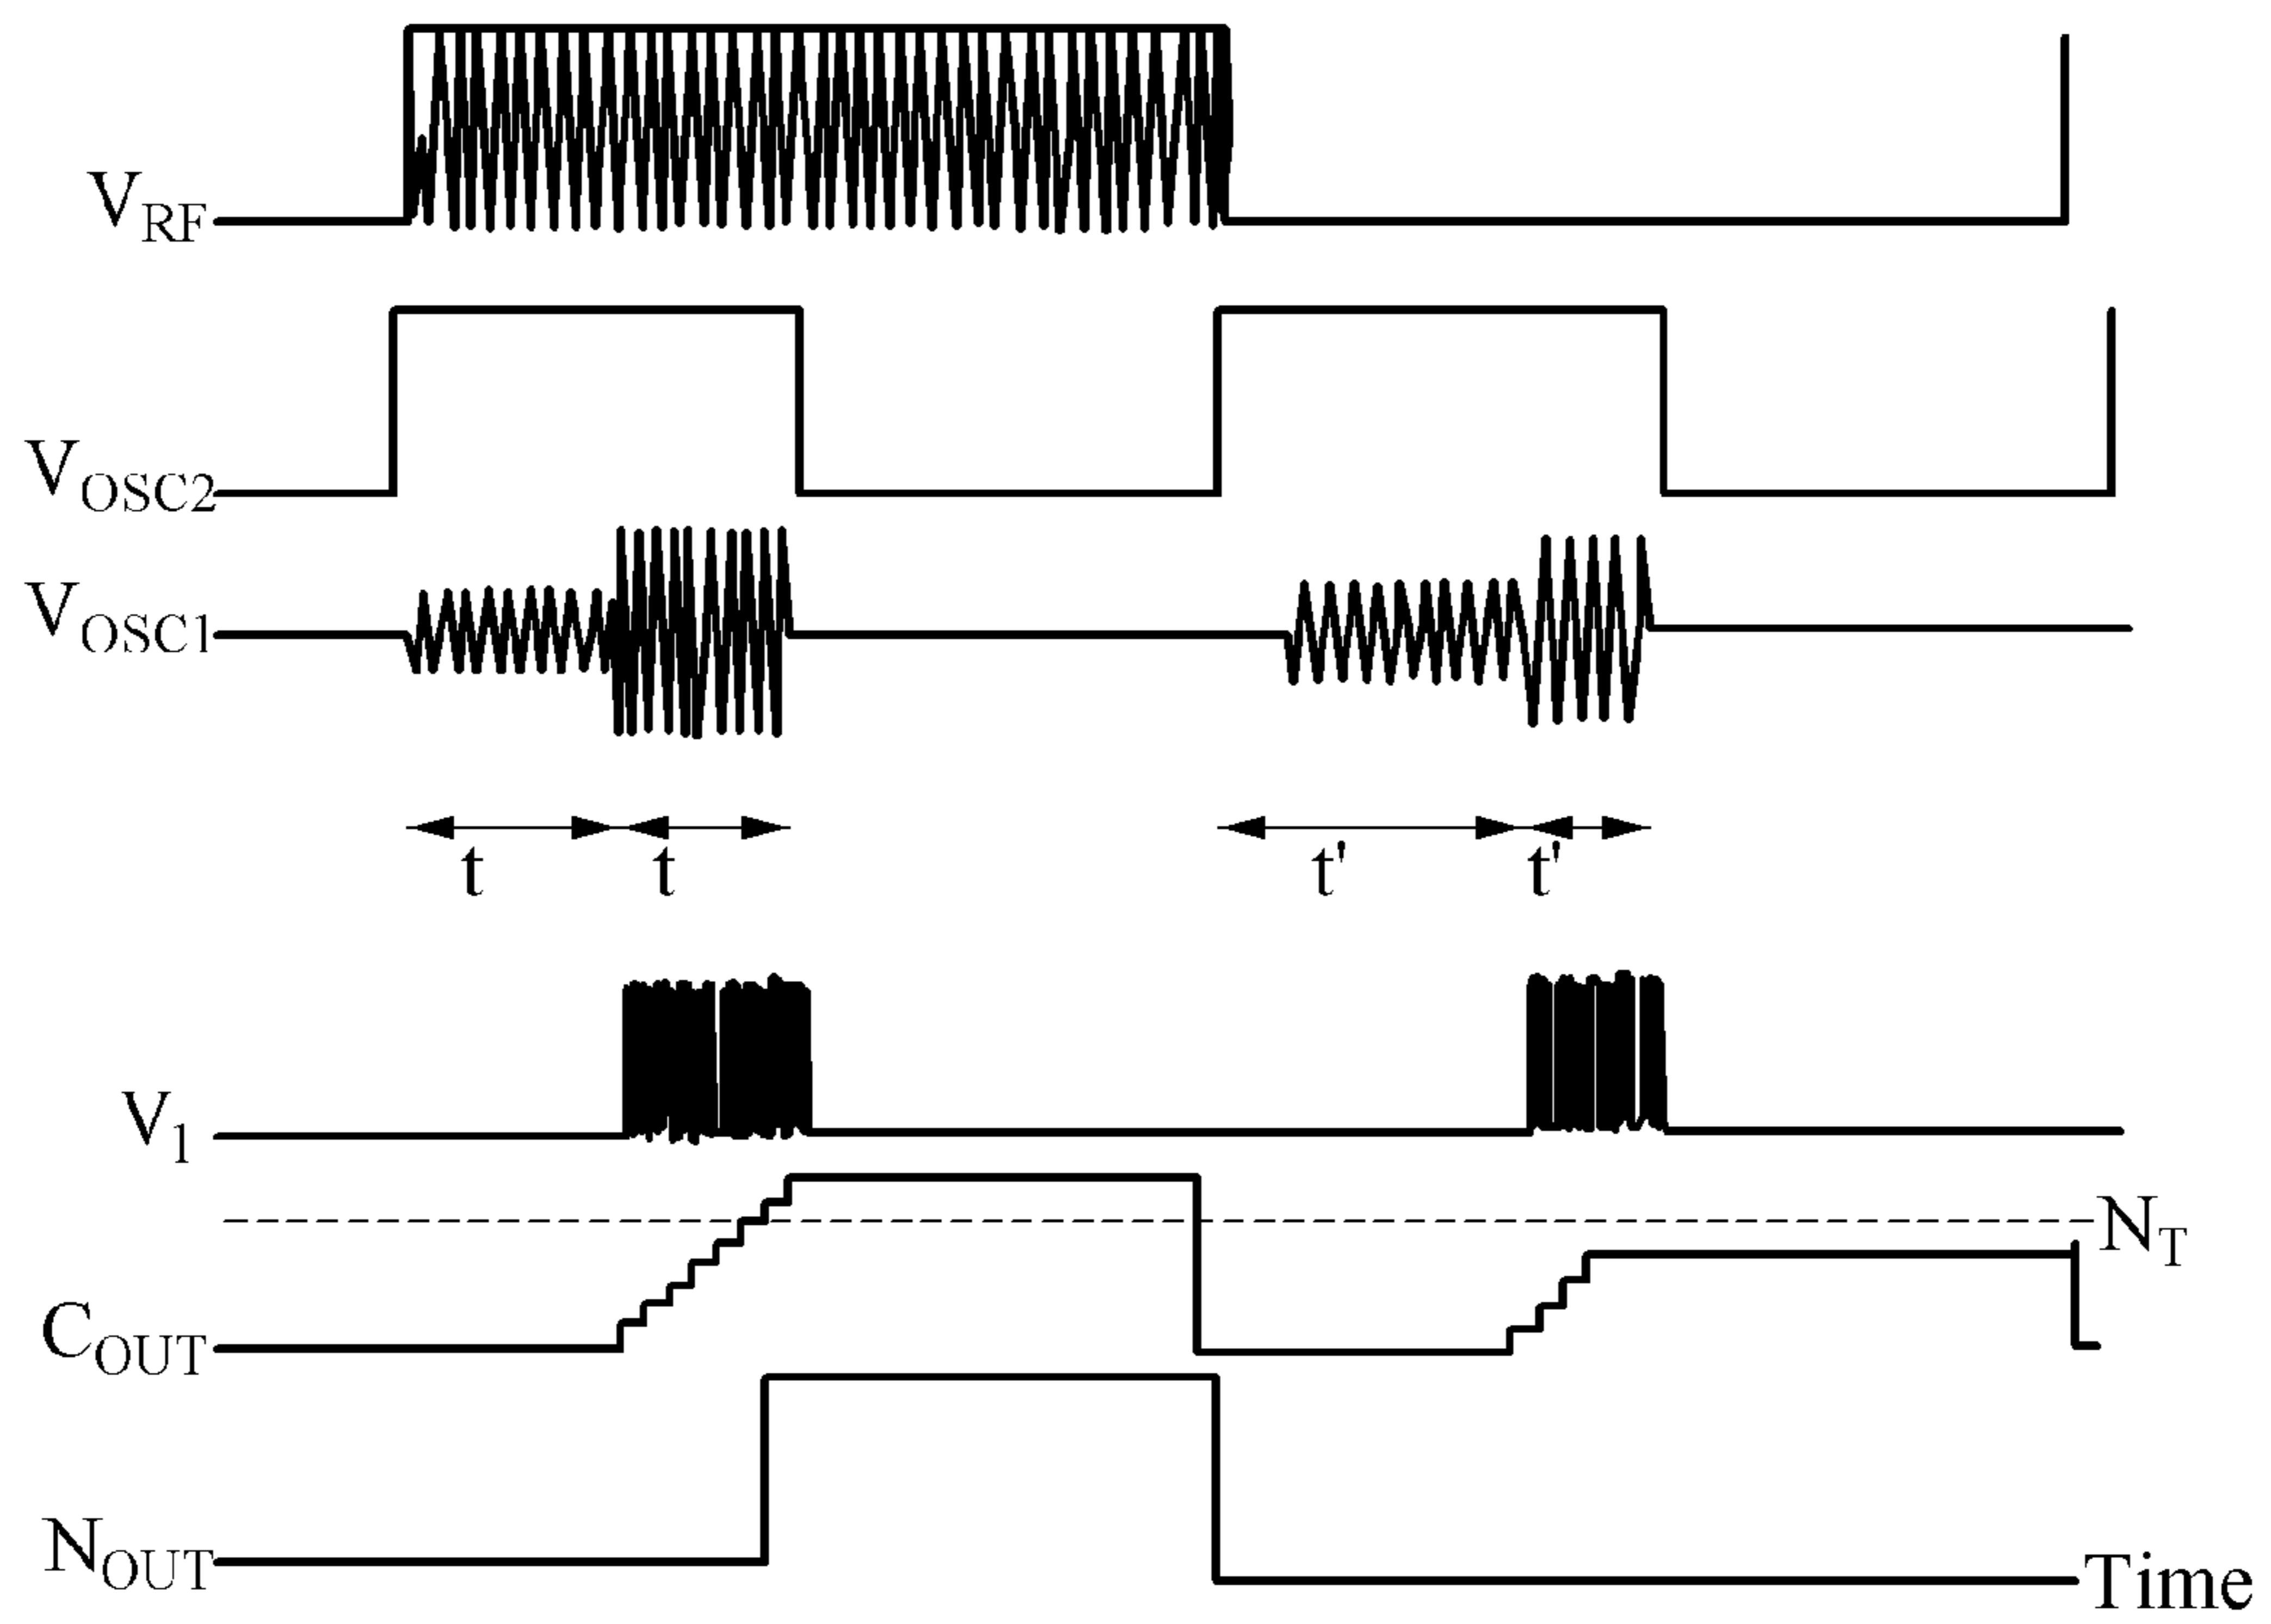 V_RF
V_OSC2
V_OSC1
t t t' t'
V_1
N_T
C_OUT
N_OUT
Time